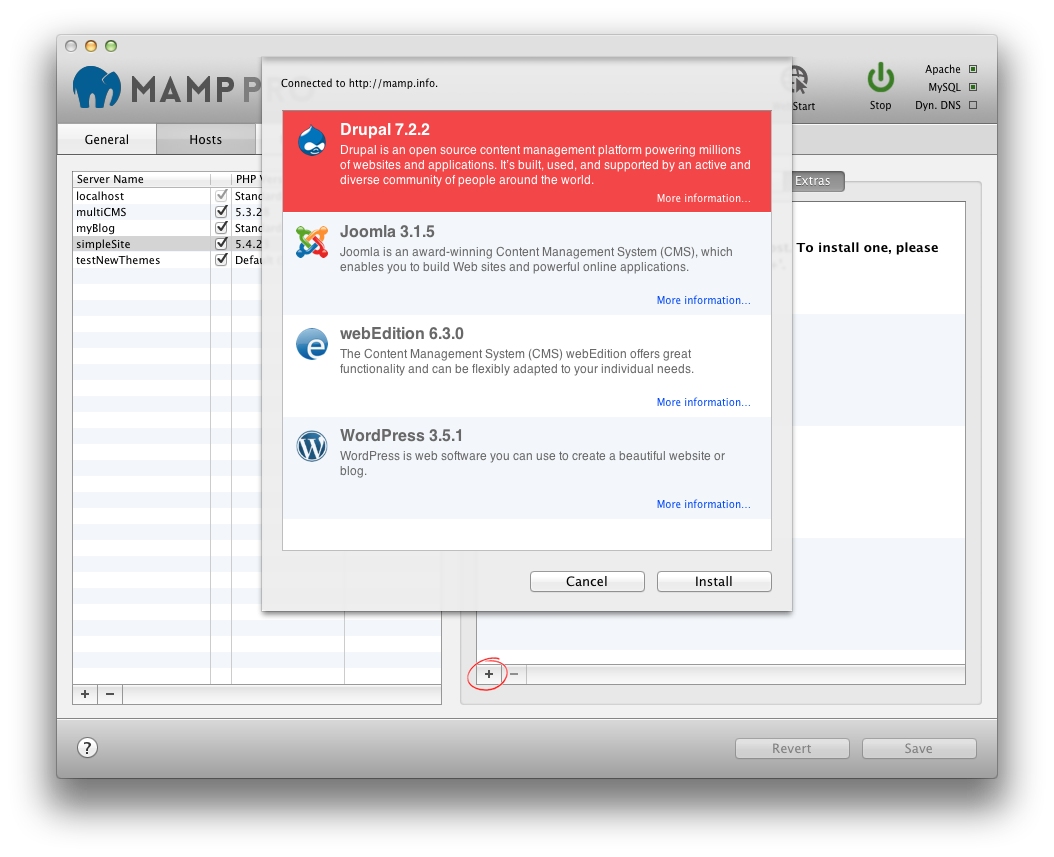 MAMP PRO
Connected to http://mamp.info.
Start
Stop
Apache
MySQL
Dyn. DNS
General
Hosts
Extras
Server Name
PHP
localhost
multiCMS
5.3.2
myBlog
simpleSite
5.4.2
testNewThemes
Drupal 7.2.2
Drupal is an open source content management platform powering millions
of websites and applications. It's built, used, and supported by an active and
diverse community of people around the world.
More information...
Joomla 3.1.5
Joomla is an award-winning Content Management System (CMS), which
enables you to build Web sites and powerful online applications.
More information...
webEdition 6.3.0
The Content Management System (CMS) webEdition offers great
functionality and can be flexibly adapted to your individual needs.
More information...
WordPress 3.5.1
WordPress is web software you can use to create a beautiful website or
blog.
More information...
To install one, please
Cancel
Install
+ −
+ −
?
Revert
Save